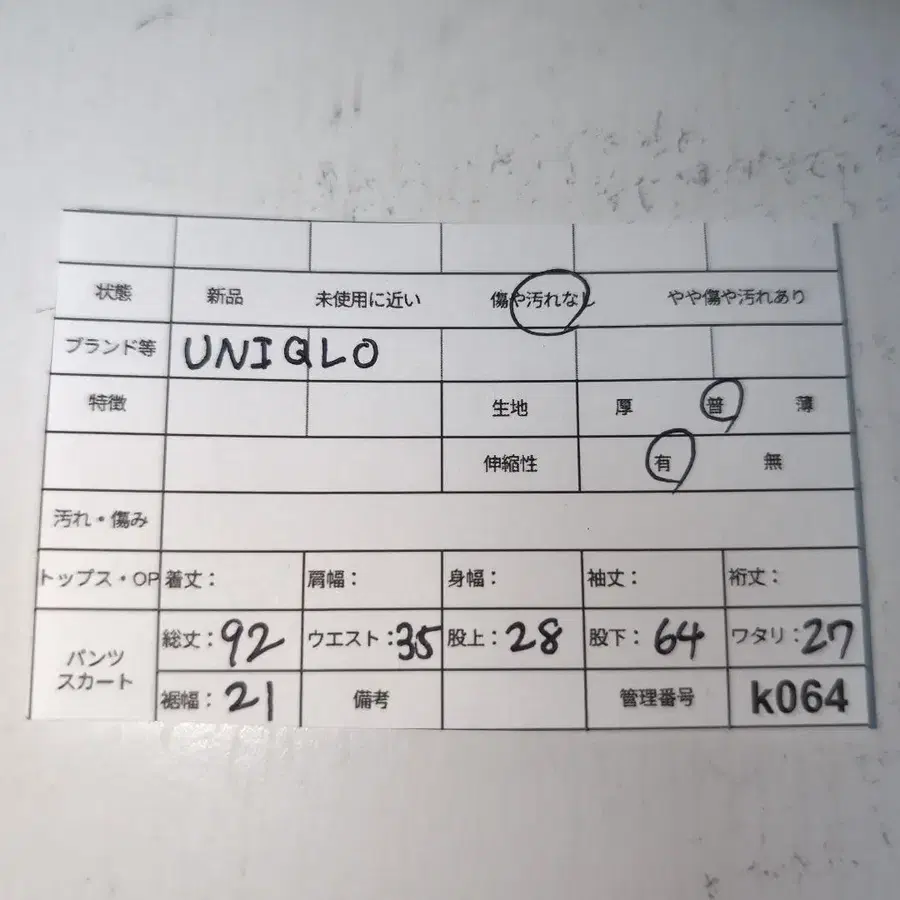 状態 新品 未使用に近い 傷や汚れなし やや傷や汚れあり
ブランド等 UNIQLO
特徴 生地 厚 普 薄
伸縮性 有 無
汚れ・傷み
トップス・OP 着丈: 肩幅: 身幅: 袖丈: 裄丈:
パンツ 総丈:92 ウエスト:35 股上:28 股下:64 ワタリ:27
スカート 裾幅:21 備考 管理番号 k064